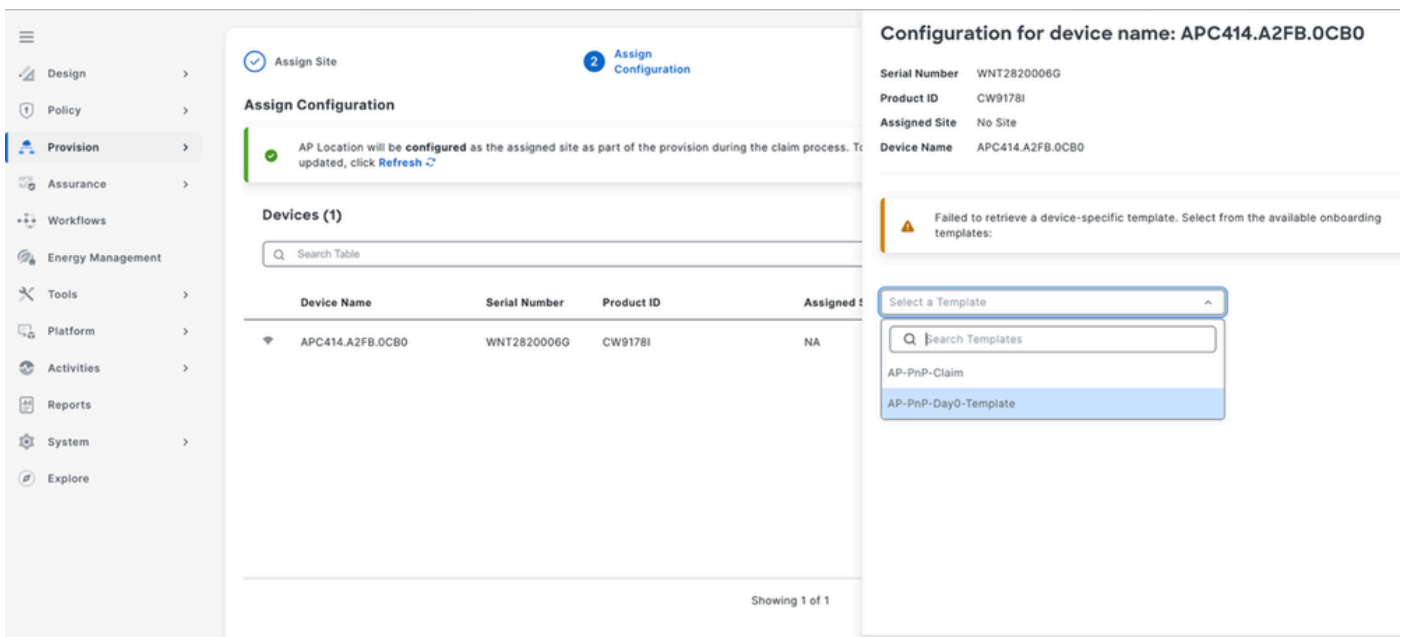 Design
Policy
Provision
Assurance
Workflows
Energy Management
Tools
Platform
Activities
Reports
System
Explore
Assign Site
2
Assign
Configuration
Assign Configuration
AP Location will be configured as the assigned site as part of the provision during the claim process. To
updated, click Refresh
Devices (1)
Search Table
Device Name Serial Number Product ID Assigned S
APC414.A2FB.0CB0 WNT2820006G CW9178I NA
Showing 1 of 1
Configuration for device name: APC414.A2FB.0CB0
Serial Number WNT2820006G
Product ID CW9178I
Assigned Site No Site
Device Name APC414.A2FB.0CB0
Failed to retrieve a device-specific template. Select from the available onboarding
templates:
Select a Template
Search Templates
AP-PnP-Claim
AP-PnP-Day0-Template